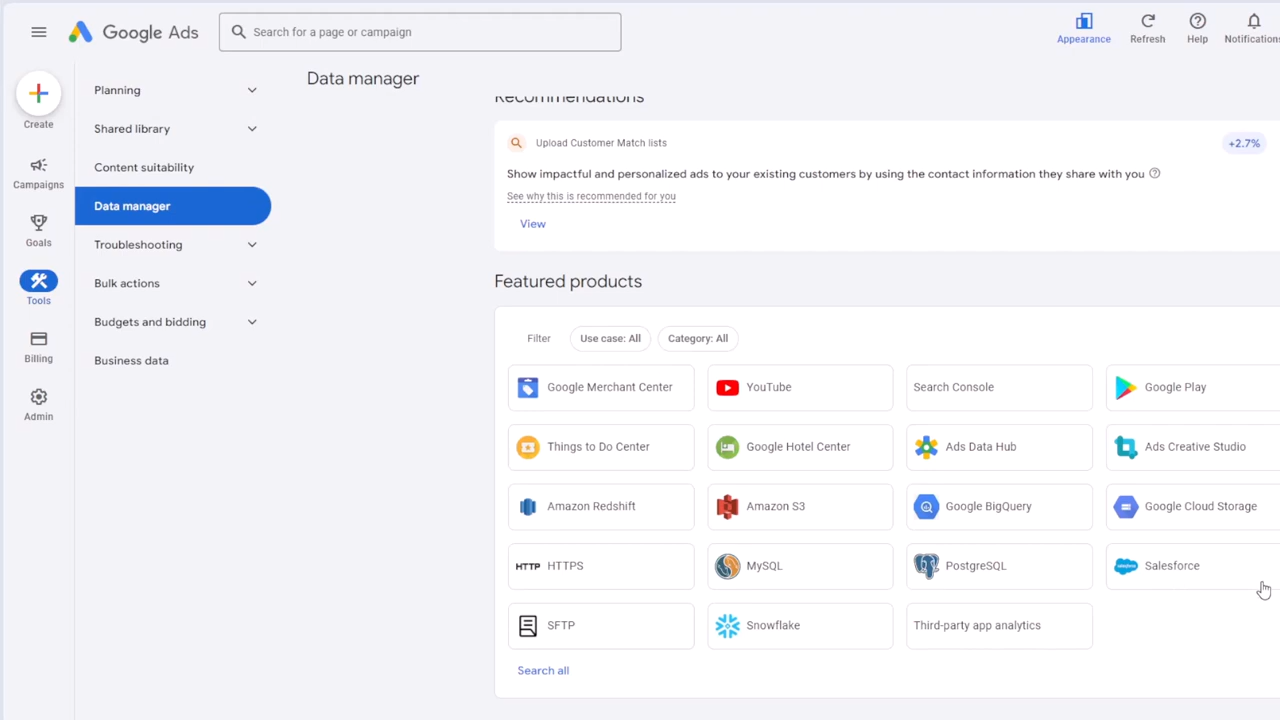 Google Ads
Search for a page or campaign
Appearance
Refresh
Help
Notifications
Create
Campaigns
Goals
Tools
Billing
Admin
Planning
Shared library
Content suitability
Data manager
Troubleshooting
Bulk actions
Budgets and bidding
Business data
Data manager
Recommendations
Upload Customer Match lists
+2.7%
Show impactful and personalized ads to your existing customers by using the contact information they share with you
See why this is recommended for you
View
Featured products
Filter
Use case: All
Category: All
Google Merchant Center
YouTube
Search Console
Google Play
Things to Do Center
Google Hotel Center
Ads Data Hub
Ads Creative Studio
Amazon Redshift
Amazon S3
Google BigQuery
Google Cloud Storage
HTTP HTTPS
MySQL
PostgreSQL
salesforce Salesforce
SFTP
Snowflake
Third-party app analytics
Search all